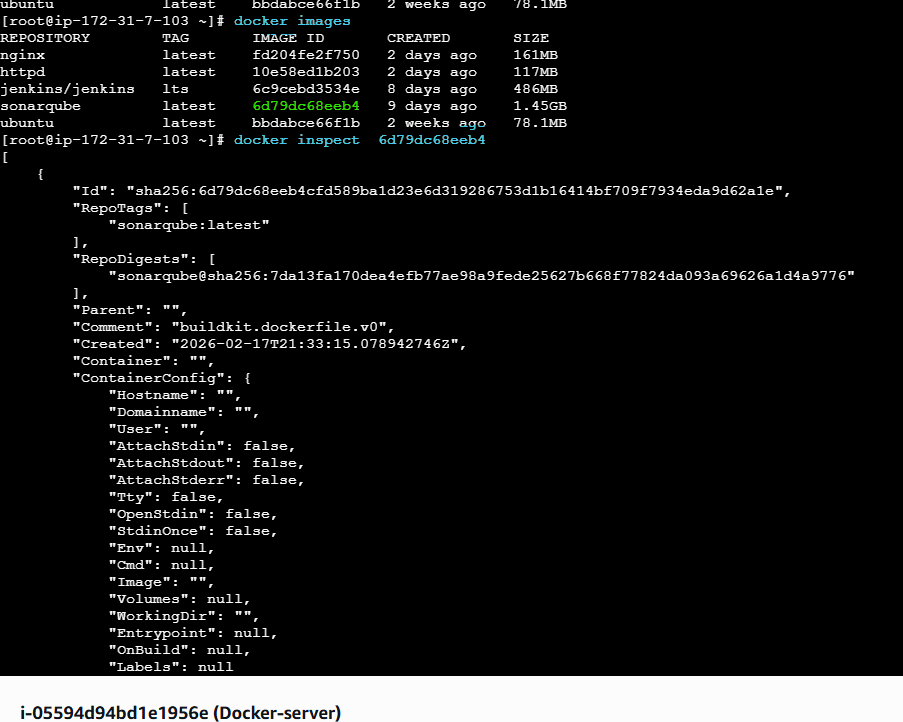 ubuntu latest bbdabce66f1b 2 weeks ago 78.1MB
[root@ip-172-31-7-103 ~]# docker images
REPOSITORY TAG IMAGE ID CREATED SIZE
nginx latest fd204fe2f750 2 days ago 161MB
httpd latest 10e58ed1b203 2 days ago 117MB
jenkins/jenkins lts 6c9cebd3534e 8 days ago 486MB
sonarqube latest 6d79dc68eeb4 9 days ago 1.45GB
ubuntu latest bbdabce66f1b 2 weeks ago 78.1MB
[root@ip-172-31-7-103 ~]# docker inspect  6d79dc68eeb4
[
    {
        "Id": "sha256:6d79dc68eeb4cfd589ba1d23e6d319286753d1b16414bf709f7934eda9d62a1e",
        "RepoTags": [
            "sonarqube:latest"
        ],
        "RepoDigests": [
            "sonarqube@sha256:7da13fa170dea4efb77ae98a9fede25627b668f77824da093a69626a1d4a9776"
        ],
        "Parent": "",
        "Comment": "buildkit.dockerfile.v0",
        "Created": "2026-02-17T21:33:15.078942746Z",
        "Container": "",
        "ContainerConfig": {
            "Hostname": "",
            "Domainname": "",
            "User": "",
            "AttachStdin": false,
            "AttachStdout": false,
            "AttachStderr": false,
            "Tty": false,
            "OpenStdin": false,
            "StdinOnce": false,
            "Env": null,
            "Cmd": null,
            "Image": "",
            "Volumes": null,
            "WorkingDir": "",
            "Entrypoint": null,
            "OnBuild": null,
            "Labels": null
i-05594d94bd1e1956e (Docker-server)